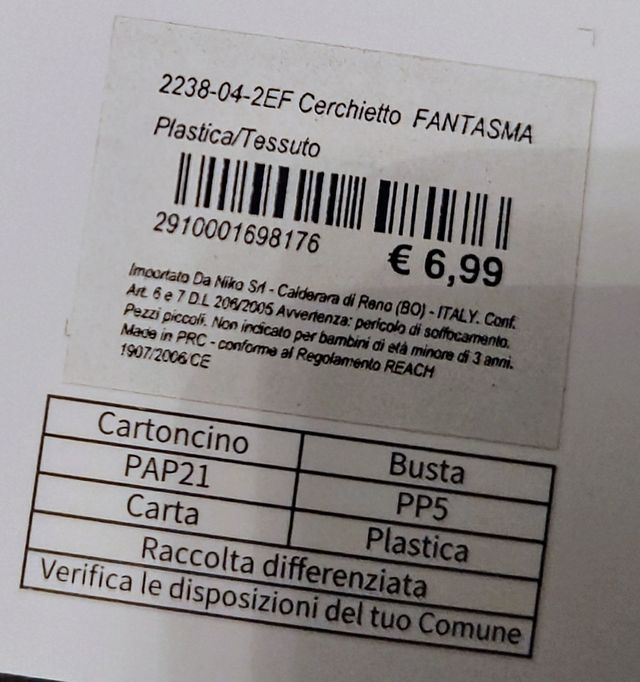 2238-04-2EF Cerchietto FANTASMA
Plastica/Tessuto
2910001698176
€ 6,99
Importato Da Niko Srl - Calderara di Reno (BO) - ITALY. Conf.
Art. 6 e 7 D.L 206/2005 Avvertenza: pericolo di soffocamento.
Pezzi piccoli. Non indicato per bambini di età minore di 3 anni.
Made in PRC - conforme al Regolamento REACH
1907/2006/CE
Cartoncino Busta
PAP21 PP5
Carta Plastica
Raccolta differenziata
Verifica le disposizioni del tuo Comune